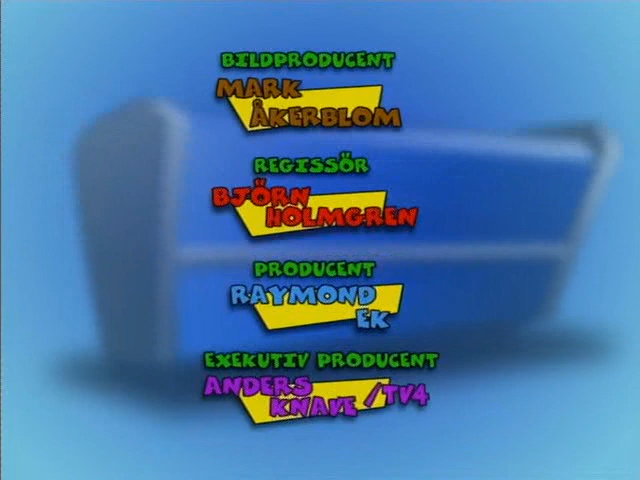 BILDPRODUCENT
MARK
ÅKERBLOM
REGISSÖR
BJÖRN
HOLMGREN
PRODUCENT
RAYMOND
EK
EXEKUTIV PRODUCENT
ANDERS
KNAVE /TV4